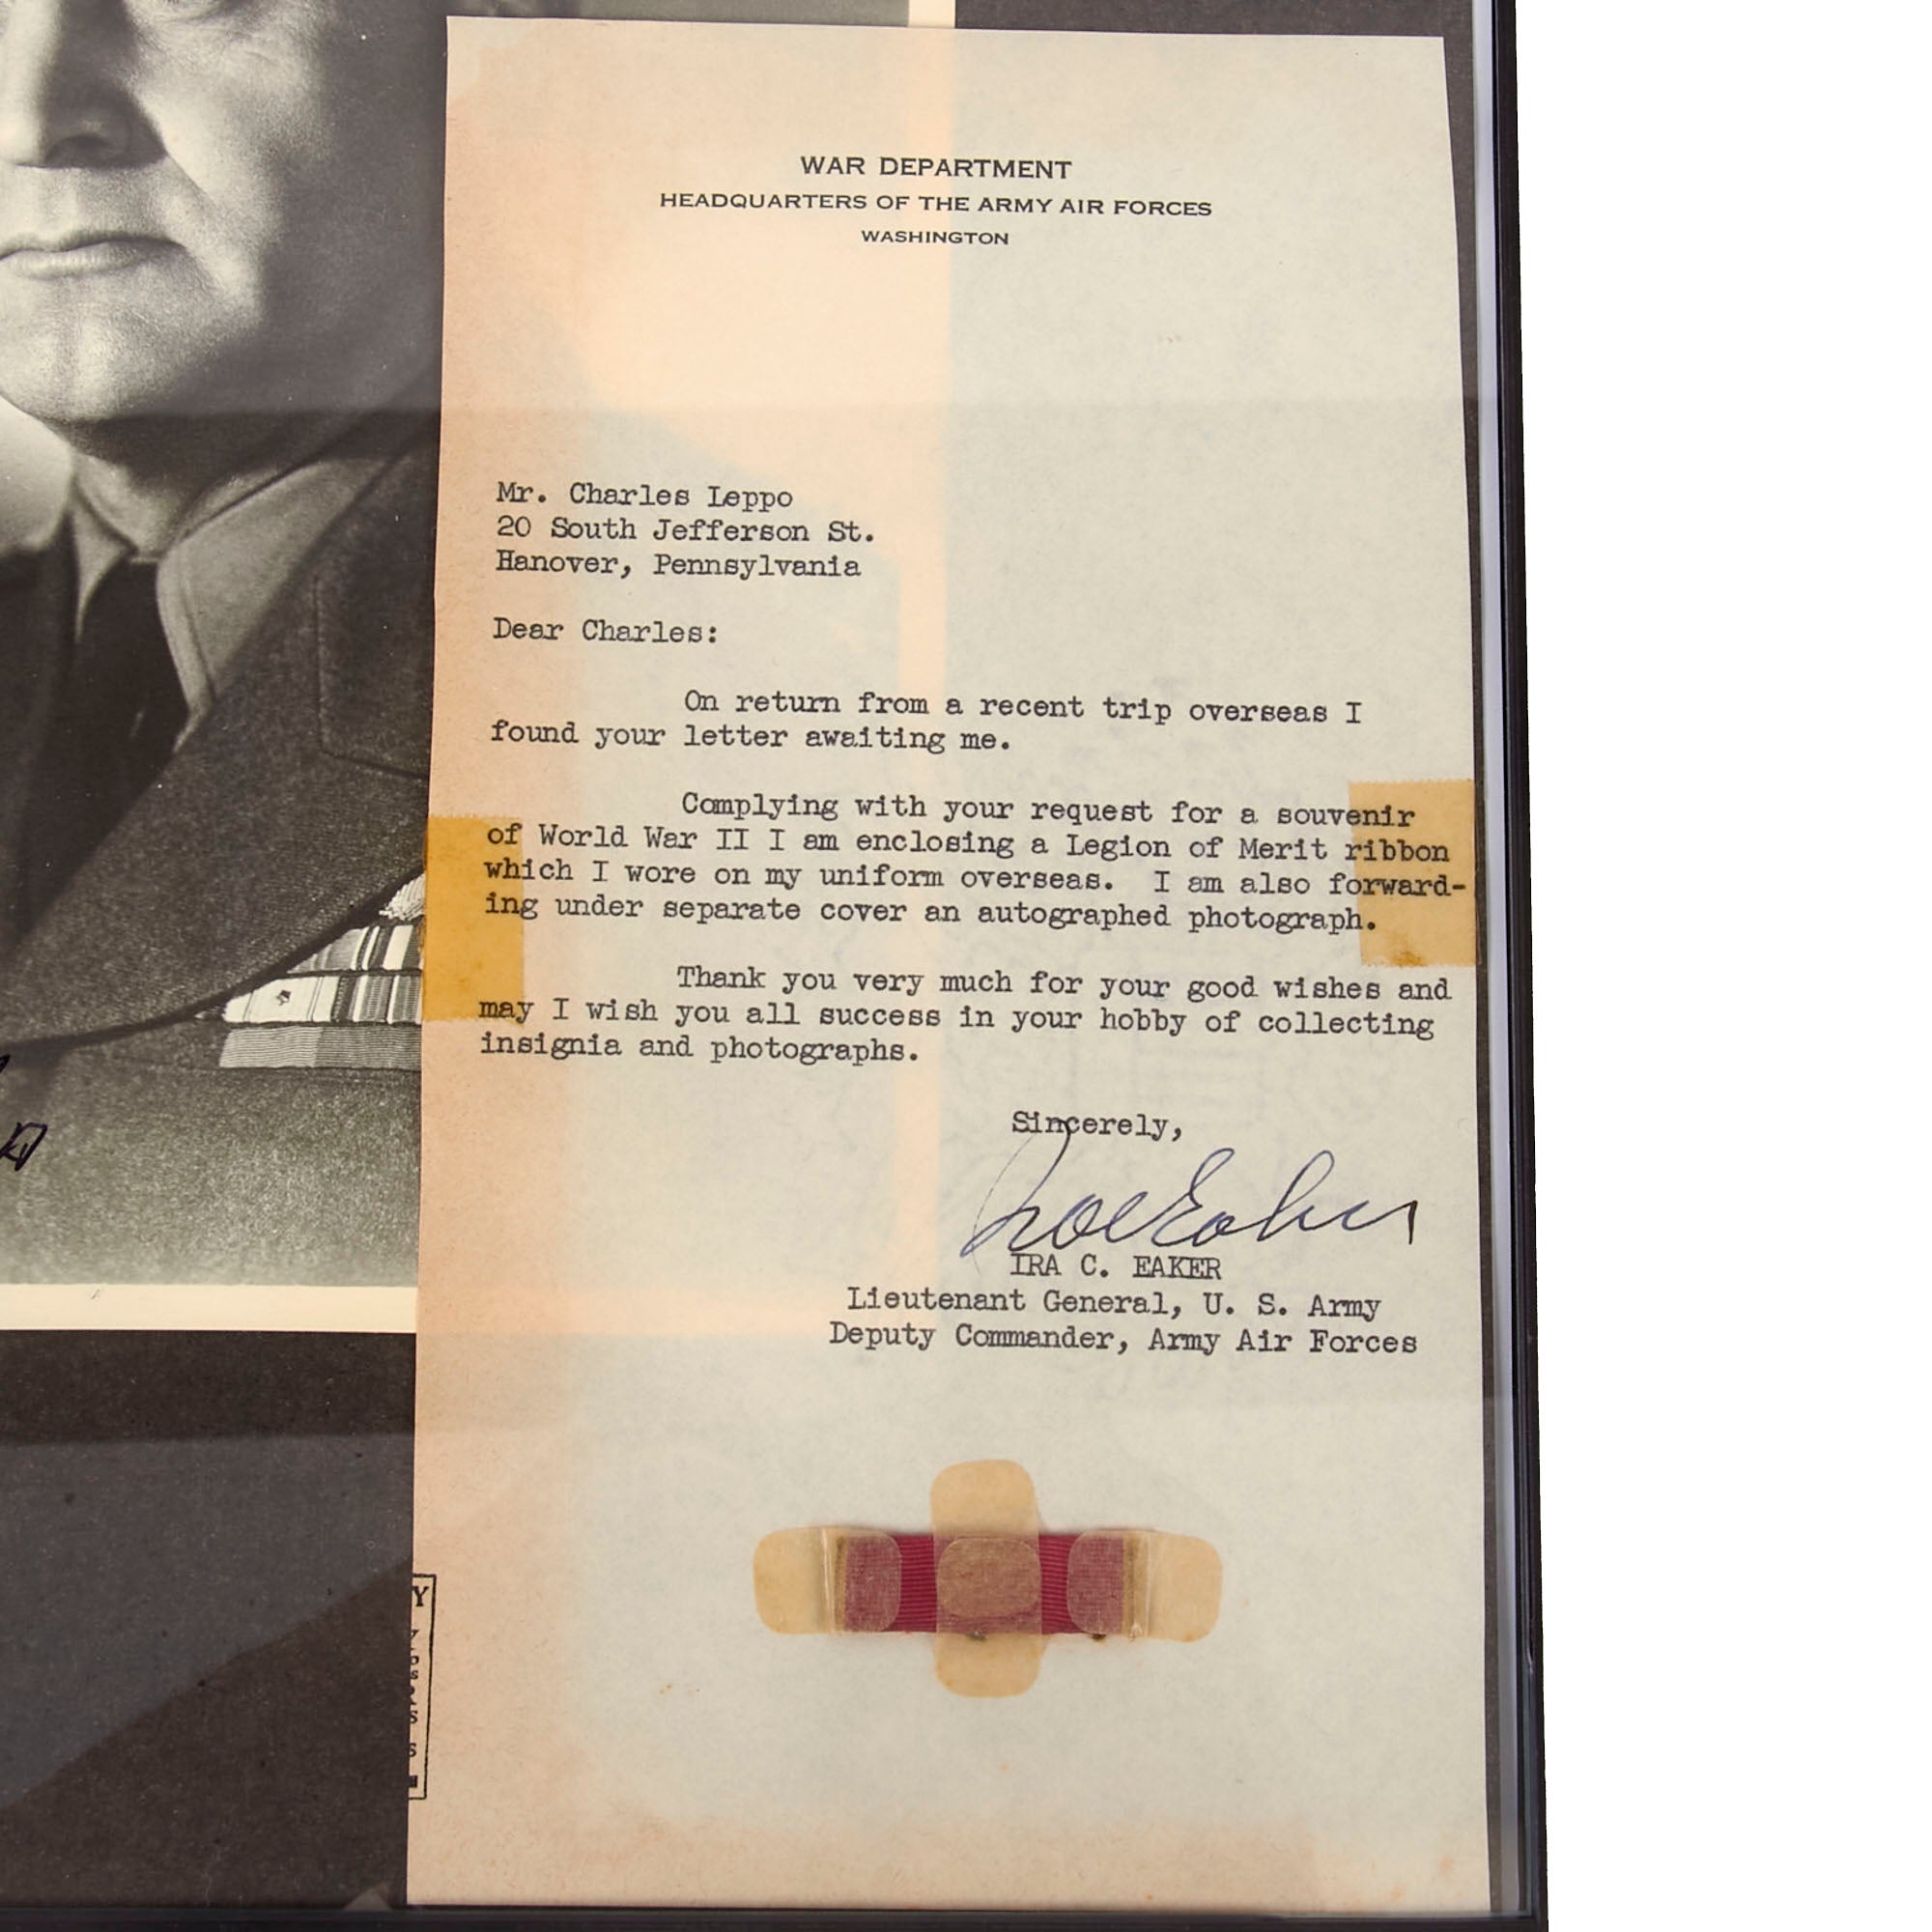 WAR DEPARTMENT
HEADQUARTERS OF THE ARMY AIR FORCES
WASHINGTON
Mr. Charles Leppo
20 South Jefferson St.
Hanover, Pennsylvania
Dear Charles:
On return from a recent trip overseas I
found your letter awaiting me.
Complying with your request for a souvenir
of World War II I am enclosing a Legion of Merit ribbon
which I wore on my uniform overseas. I am also forward-
ing under separate cover an autographed photograph.
Thank you very much for your good wishes and
may I wish you all success in your hobby of collecting
insignia and photographs.
Sincerely,
Ira C Eaker
IRA C. EAKER
Lieutenant General, U. S. Army
Deputy Commander, Army Air Forces